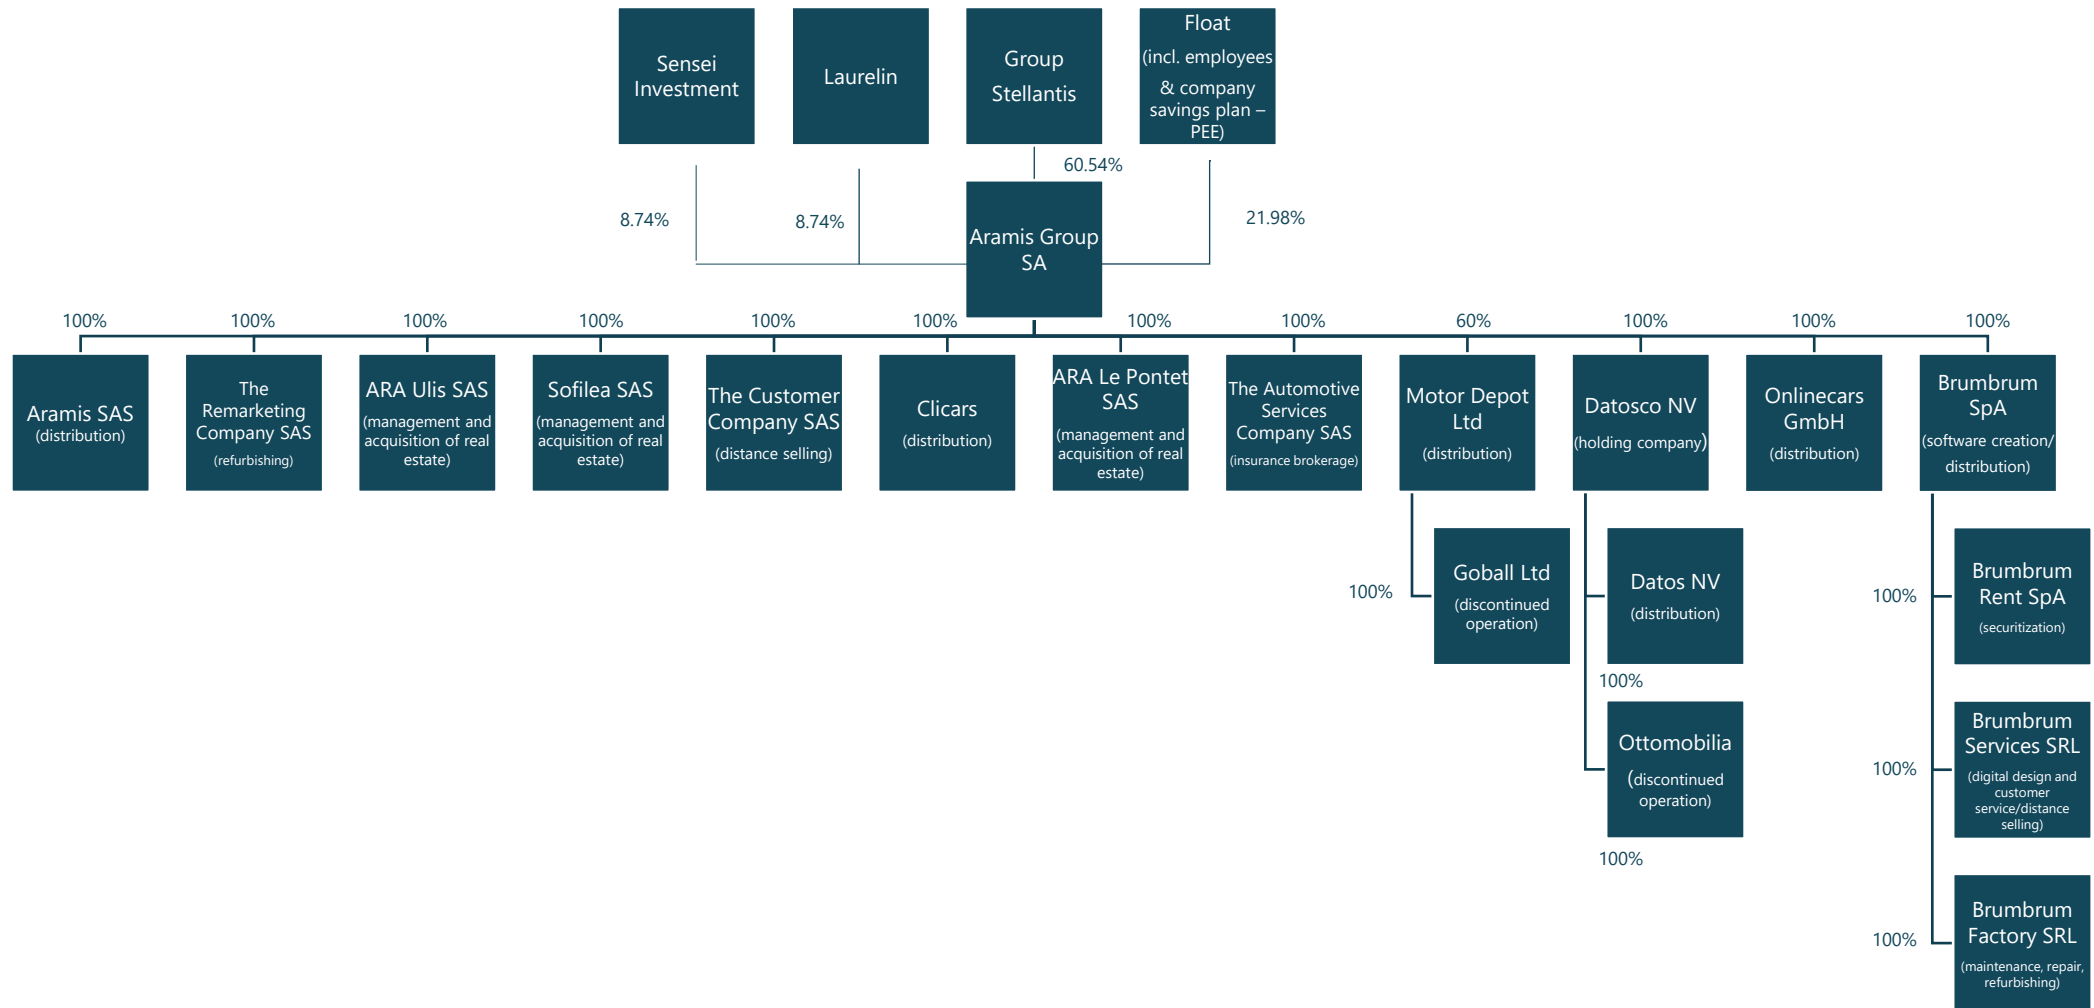 Sensei
Investment
Laurelin
Group
Stellantis
Float
(incl. employees
& company
savings plan –
PEE)
60.54%
8.74%
8.74%
21.98%
Aramis Group
SA
100%
100%
100%
100%
100%
100%
100%
100%
60%
100%
100%
100%
Aramis SAS
(distribution)
The
Remarketing
Company SAS
(refurbishing)
ARA Ulis SAS
(management and
acquisition of real
estate)
Sofilea SAS
(management and
acquisition of real
estate)
The Customer
Company SAS
(distance selling)
Clicars
(distribution)
ARA Le Pontet
SAS
(management and
acquisition of real
estate)
The Automotive
Services
Company SAS
(insurance brokerage)
Motor Depot
Ltd
(distribution)
Datosco NV
(holding company)
Onlinecars
GmbH
(distribution)
Brumbrum
SpA
(software creation/
distribution)
100%
Goball Ltd
(discontinued
operation)
Datos NV
(distribution)
100%
100%
Brumbrum
Rent SpA
(securitization)
Ottomobilia
(discontinued
operation)
100%
100%
Brumbrum
Services SRL
(digital design and
customer
service/distance
selling)
100%
Brumbrum
Factory SRL
(maintenance, repair,
refurbishing)